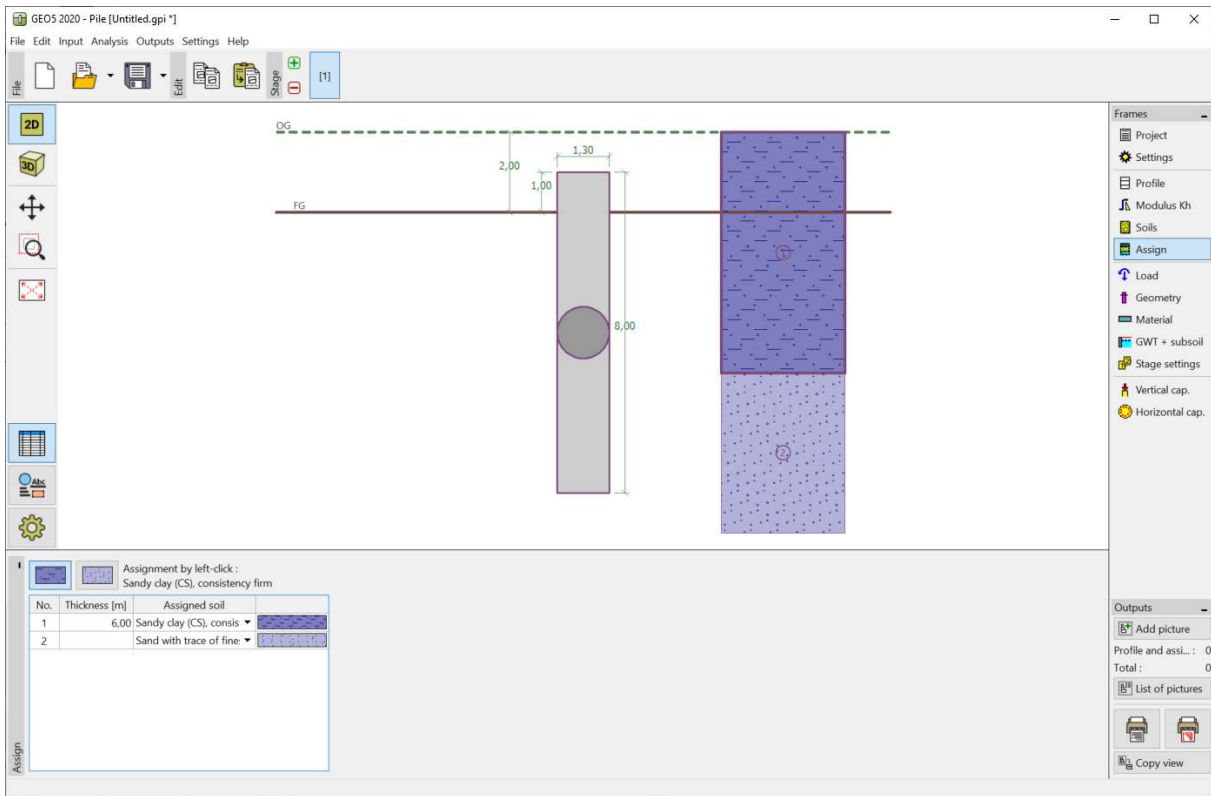 GEO5 2020 - Pile [Untitled.gpi *]
File Edit Input Analysis Outputs Settings Help
File
Edit
Stage
[1]
2D
3D
Abc
OG
FG
2,00
1,00
1,30
8,00
1
2
Frames
Project
Settings
Profile
Modulus Kh
Soils
Assign
Load
Geometry
Material
GWT + subsoil
Stage settings
Vertical cap.
Horizontal cap.
Assignment by left-click :
Sandy clay (CS), consistency firm
No. Thickness [m] Assigned soil
1 6,00 Sandy clay (CS), consis
2 Sand with trace of fine:
Assign
Outputs
Add picture
Profile and assi... : 0
Total : 0
List of pictures
Copy view